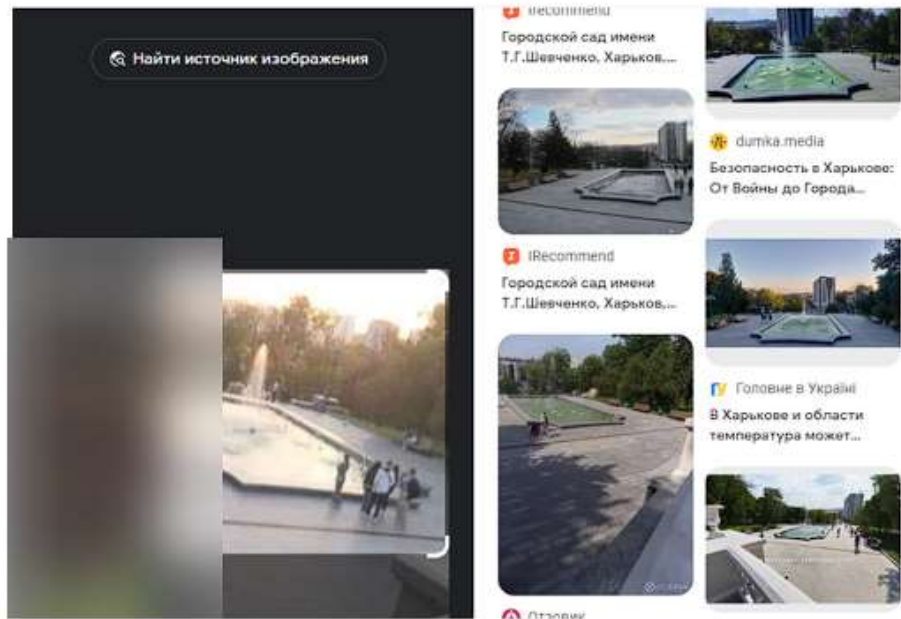 Найти источник изображения
Городской сад имени
Т.Г.Шевченко, Харьков,...
IRecommend
Городской сад имени
Т.Г.Шевченко, Харьков,...
Отзовик
dumka.media
Безопасность в Харькове:
От Войны до Города...
Головне в Україні
В Харькове и области
температура может...